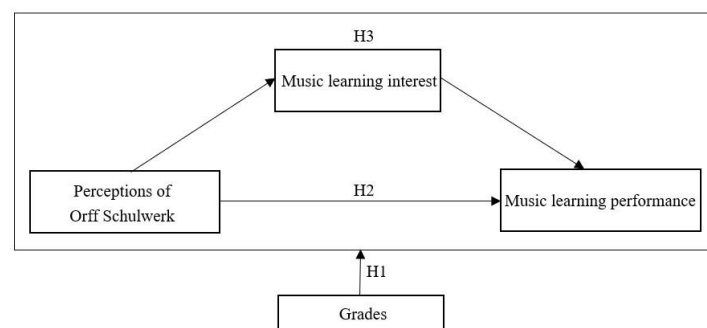 H3
Music learning interest
Perceptions of
Orff Schulwerk
H2
Music learning performance
H1
Grades